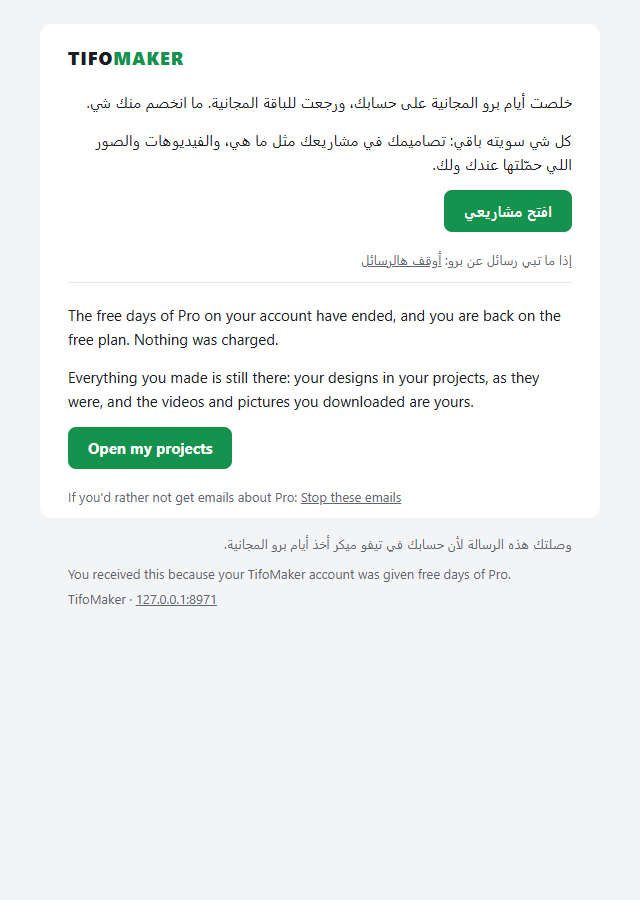 TIFOMAKER
خلصت أيام برو المجانية على حسابك، ورجعت للباقة المجانية. ما انخصم منك شي.
كل شي سويته باقي: تصاميمك في مشاريعك مثل ما هي، والفيديوهات والصور
اللي حمّلتها عندك ولك.
افتح مشاريعي
إذا ما تبي رسائل عن برو: أوقف هالرسائل
The free days of Pro on your account have ended, and you are back on the
free plan. Nothing was charged.
Everything you made is still there: your designs in your projects, as they
were, and the videos and pictures you downloaded are yours.
Open my projects
If you'd rather not get emails about Pro: Stop these emails
وصلتك هذه الرسالة لأن حسابك في تيفو ميكر أخذ أيام برو المجانية.
You received this because your TifoMaker account was given free days of Pro.
TifoMaker · 127.0.0.1:8971